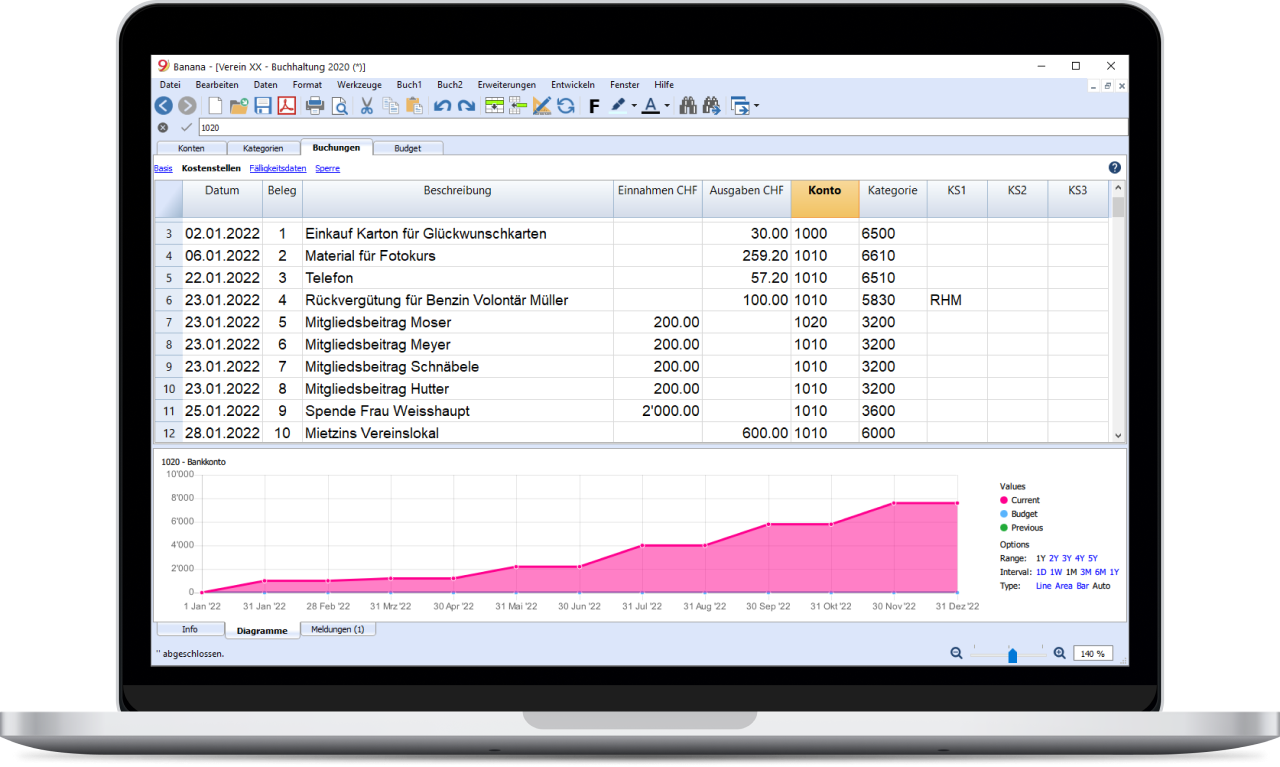 Banana - [Verein XX - Buchhaltung 2020 (*)]
Datei Bearbeiten Daten Format Werkzeuge Buch1 Buch2 Erweiterungen Entwickeln Fenster Hilfe
F A
1020
Konten Kategorien Buchungen Budget
Basis Kostenstellen Fälligkeitsdaten Sperre ?
Datum Beleg Beschreibung Einnahmen CHF Ausgaben CHF Konto Kategorie KS1 KS2 KS3
3 02.01.2022 1 Einkauf Karton für Glückwunschkarten 30.00 1000 6500
4 06.01.2022 2 Material für Fotokurs 259.20 1010 6610
5 22.01.2022 3 Telefon 57.20 1010 6510
6 23.01.2022 4 Rückvergütung für Benzin Volontär Müller 100.00 1010 5830 RHM
7 23.01.2022 5 Mitgliedsbeitrag Moser 200.00 1020 3200
8 23.01.2022 6 Mitgliedsbeitrag Meyer 200.00 1010 3200
9 23.01.2022 7 Mitgliedsbeitrag Schnäbele 200.00 1010 3200
10 23.01.2022 8 Mitgliedsbeitrag Hutter 200.00 1010 3200
11 25.01.2022 9 Spende Frau Weisshaupt 2'000.00 1010 3600
12 28.01.2022 10 Mietzins Vereinslokal 600.00 1010 6000
1020 - Bankkonto
10'000
8'000
6'000
4'000
2'000
0
1 Jan '22 31 Jan '22 28 Feb '22 31 Mrz '22 30 Apr '22 31 Mai '22 30 Jun '22 31 Jul '22 31 Aug '22 30 Sep '22 31 Okt '22 30 Nov '22 31 Dez '22
Values
Current
Budget
Previous
Options
Range: 1Y 2Y 3Y 4Y 5Y
Interval: 1D 1W 1M 3M 6M 1Y
Type: Line Area Bar Auto
Info Diagramme Meldungen (1)
'' abgeschlossen. 140 %